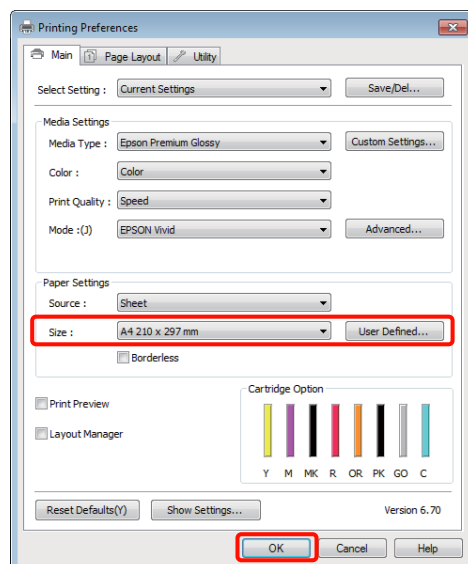 Printing Preferences
Main Page Layout Utility
Select Setting : Current Settings Save/Del...
Media Settings
Media Type : Epson Premium Glossy Custom Settings...
Color : Color
Print Quality : Speed
Mode :(J) EPSON Vivid Advanced...
Paper Settings
Source : Sheet
Size : A4 210 x 297 mm User Defined...
Borderless
Print Preview
Layout Manager
Cartridge Option
Y M MK R OR PK GO C
Reset Defaults(Y) Show Settings... Version 6.70
OK Cancel Help